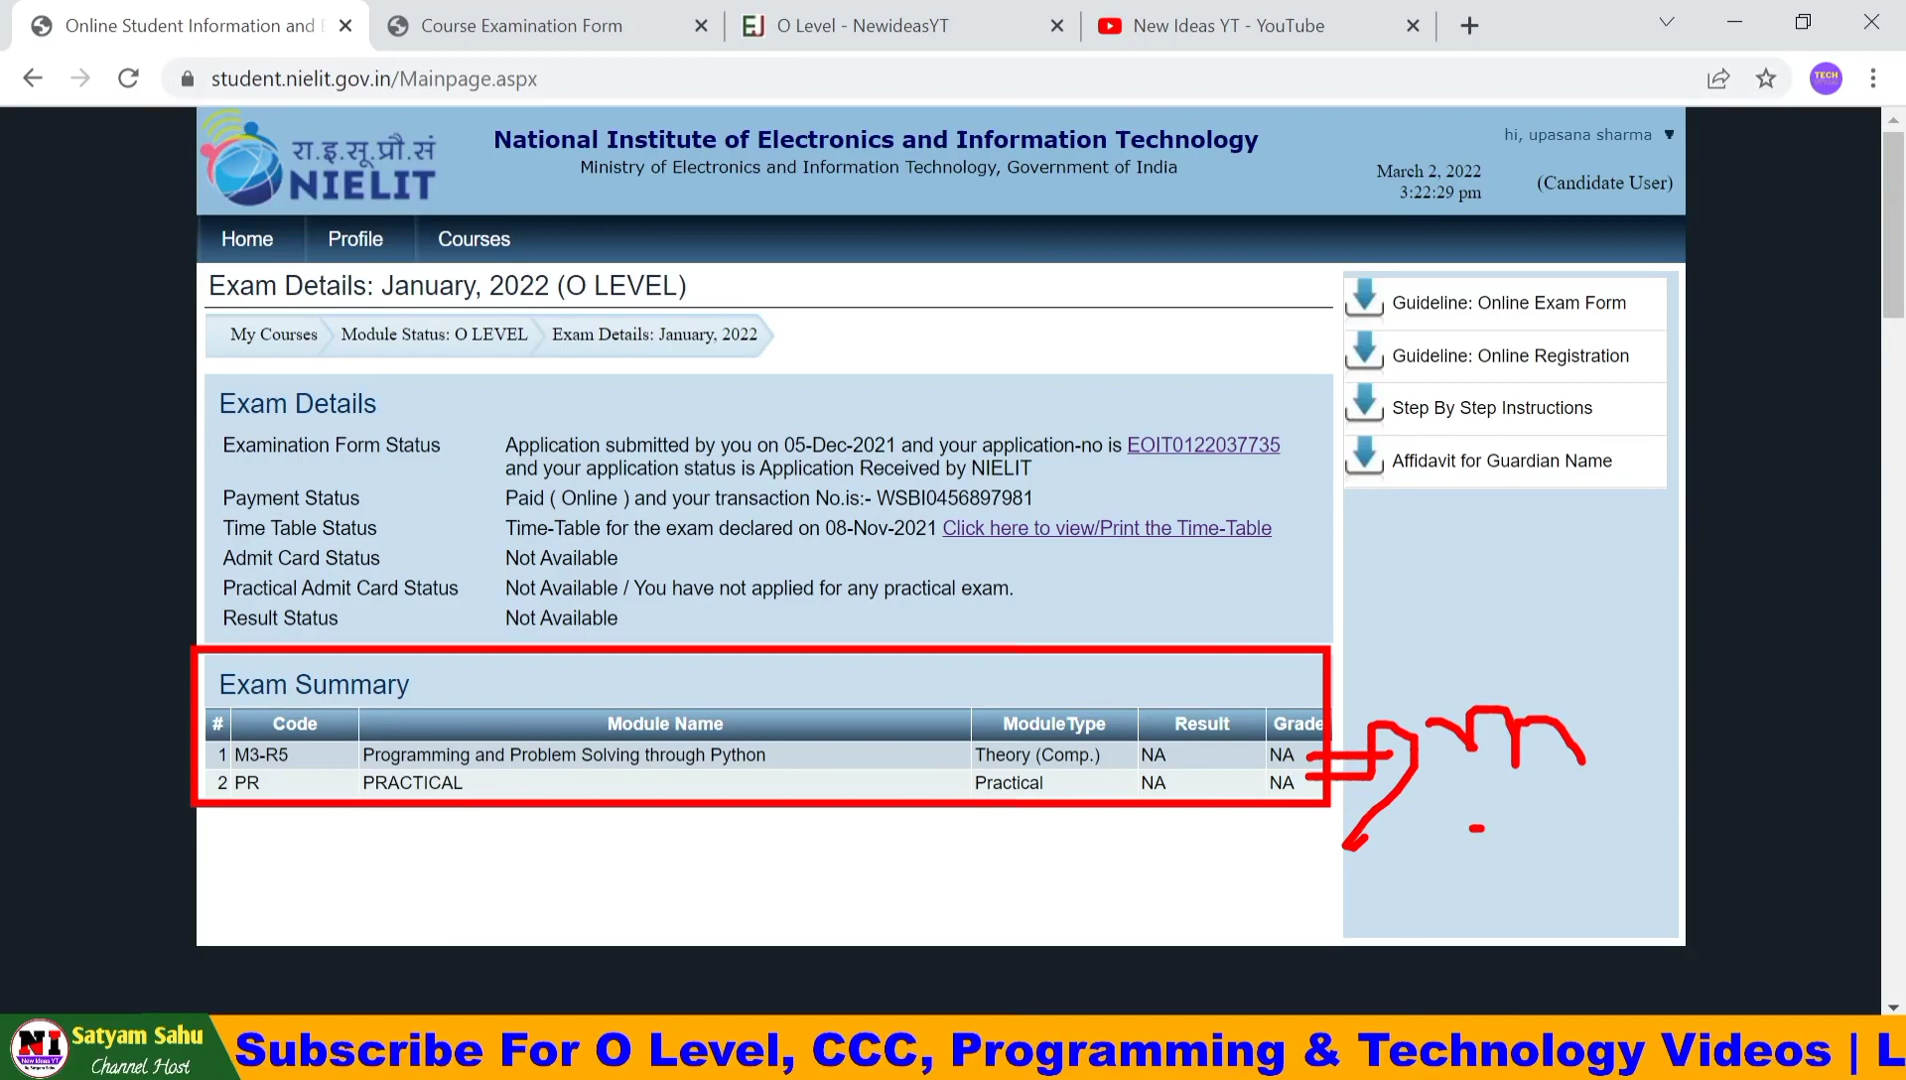 Online Student Information and E
Course Examination Form
EJ
O Level - NewideasYT
New Ideas YT - YouTube
student.nielit.gov.in/Mainpage.aspx
TECH
रा.इ.सू.प्रौ.सं
NIELIT
National Institute of Electronics and Information Technology
Ministry of Electronics and Information Technology, Government of India
hi, upasana sharma
March 2, 2022
3:22:29 pm
(Candidate User)
Home Profile Courses
Exam Details: January, 2022 (O LEVEL)
My Courses Module Status: O LEVEL Exam Details: January, 2022
Guideline: Online Exam Form
Guideline: Online Registration
Step By Step Instructions
Affidavit for Guardian Name
Exam Details
Examination Form Status Application submitted by you on 05-Dec-2021 and your application-no is EOIT0122037735
and your application status is Application Received by NIELIT
Payment Status Paid ( Online ) and your transaction No.is:- WSBI0456897981
Time Table Status Time-Table for the exam declared on 08-Nov-2021 Click here to view/Print the Time-Table
Admit Card Status Not Available
Practical Admit Card Status Not Available / You have not applied for any practical exam.
Result Status Not Available
Exam Summary
# Code Module Name ModuleType Result Grade
1 M3-R5 Programming and Problem Solving through Python Theory (Comp.) NA NA
2 PR PRACTICAL Practical NA NA
NI
New Ideas YT
Satyam Sahu
Channel Host
Subscribe For O Level, CCC, Programming & Technology Videos | L